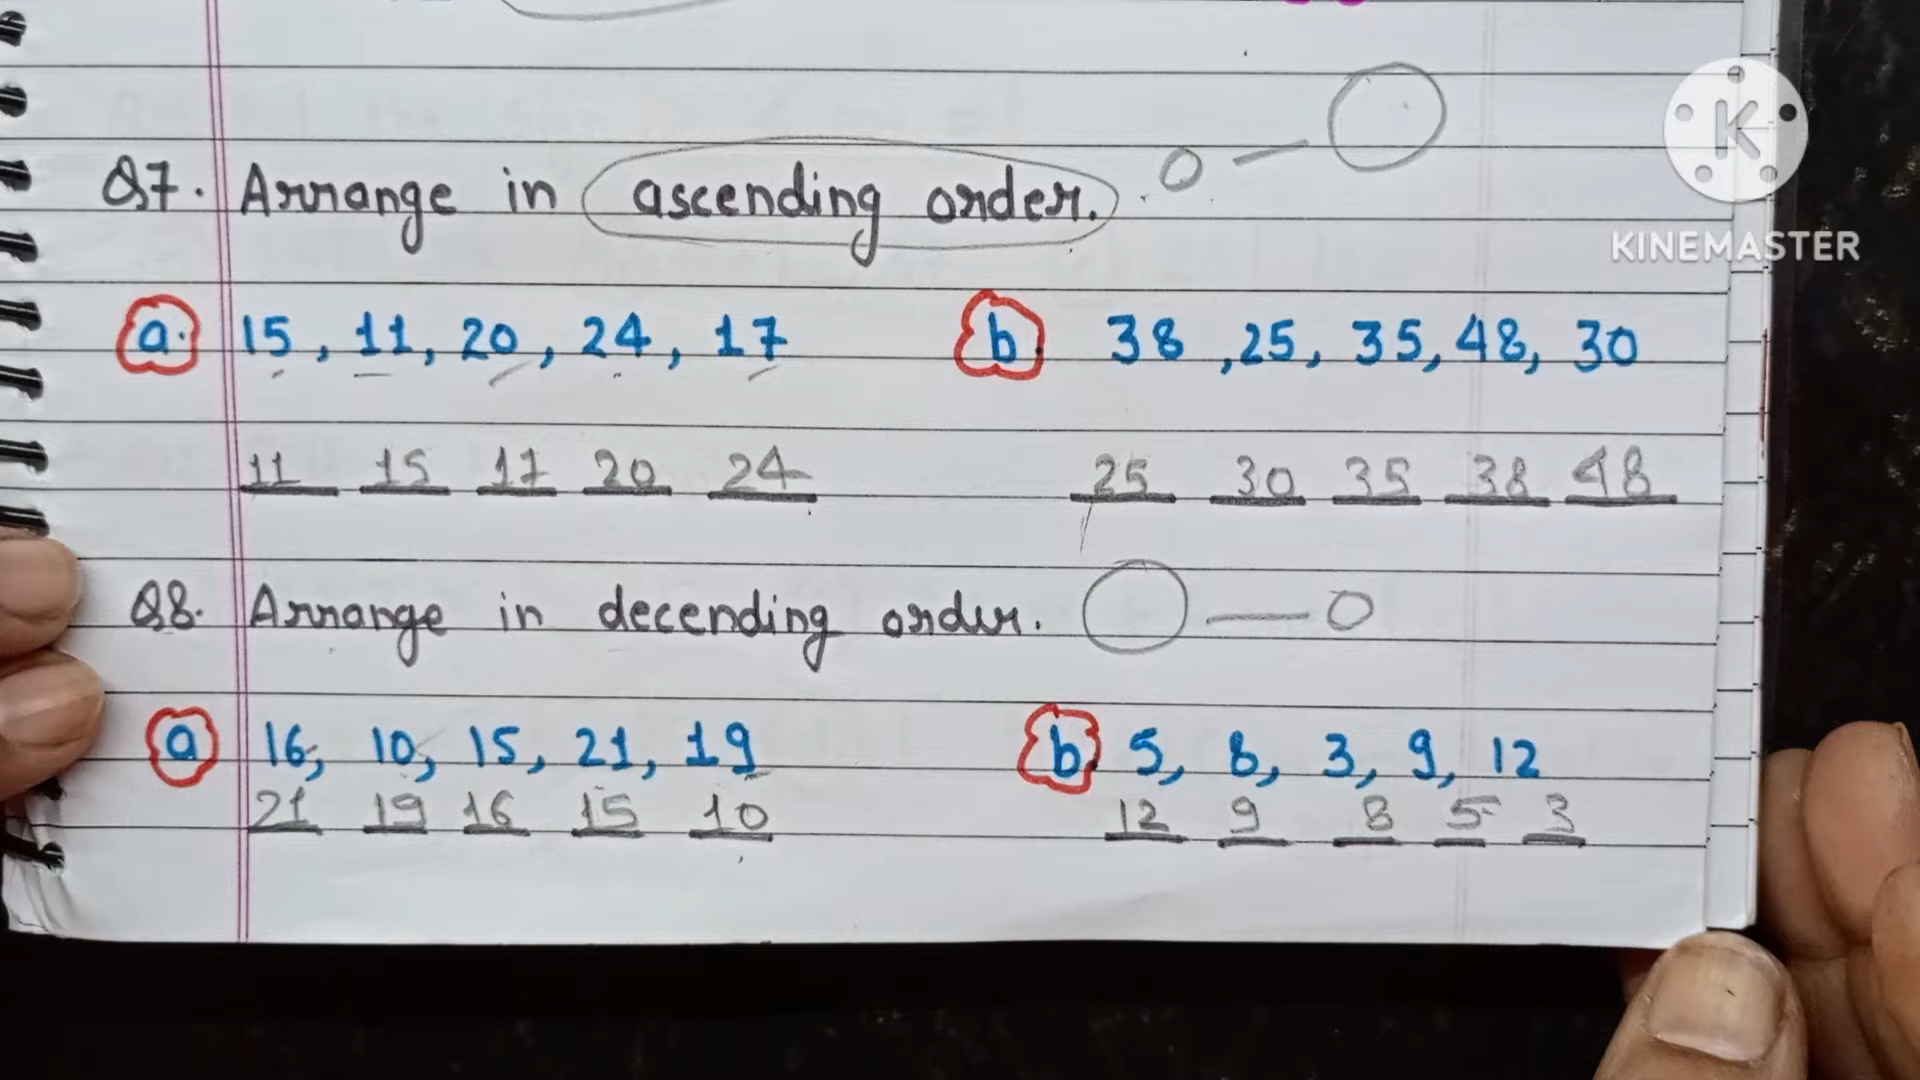 Q7. Arrange in ascending order.
KINEMASTER
a. 15, 11, 20, 24, 17
b 38, 25, 35, 48, 30
11 15 17 20 24
25 30 35 38 48
Q8. Arrange in decending order.
a 16, 10, 15, 21, 19
b 5, 8, 3, 9, 12
21 19 16 15 10
12 9 8 5 3